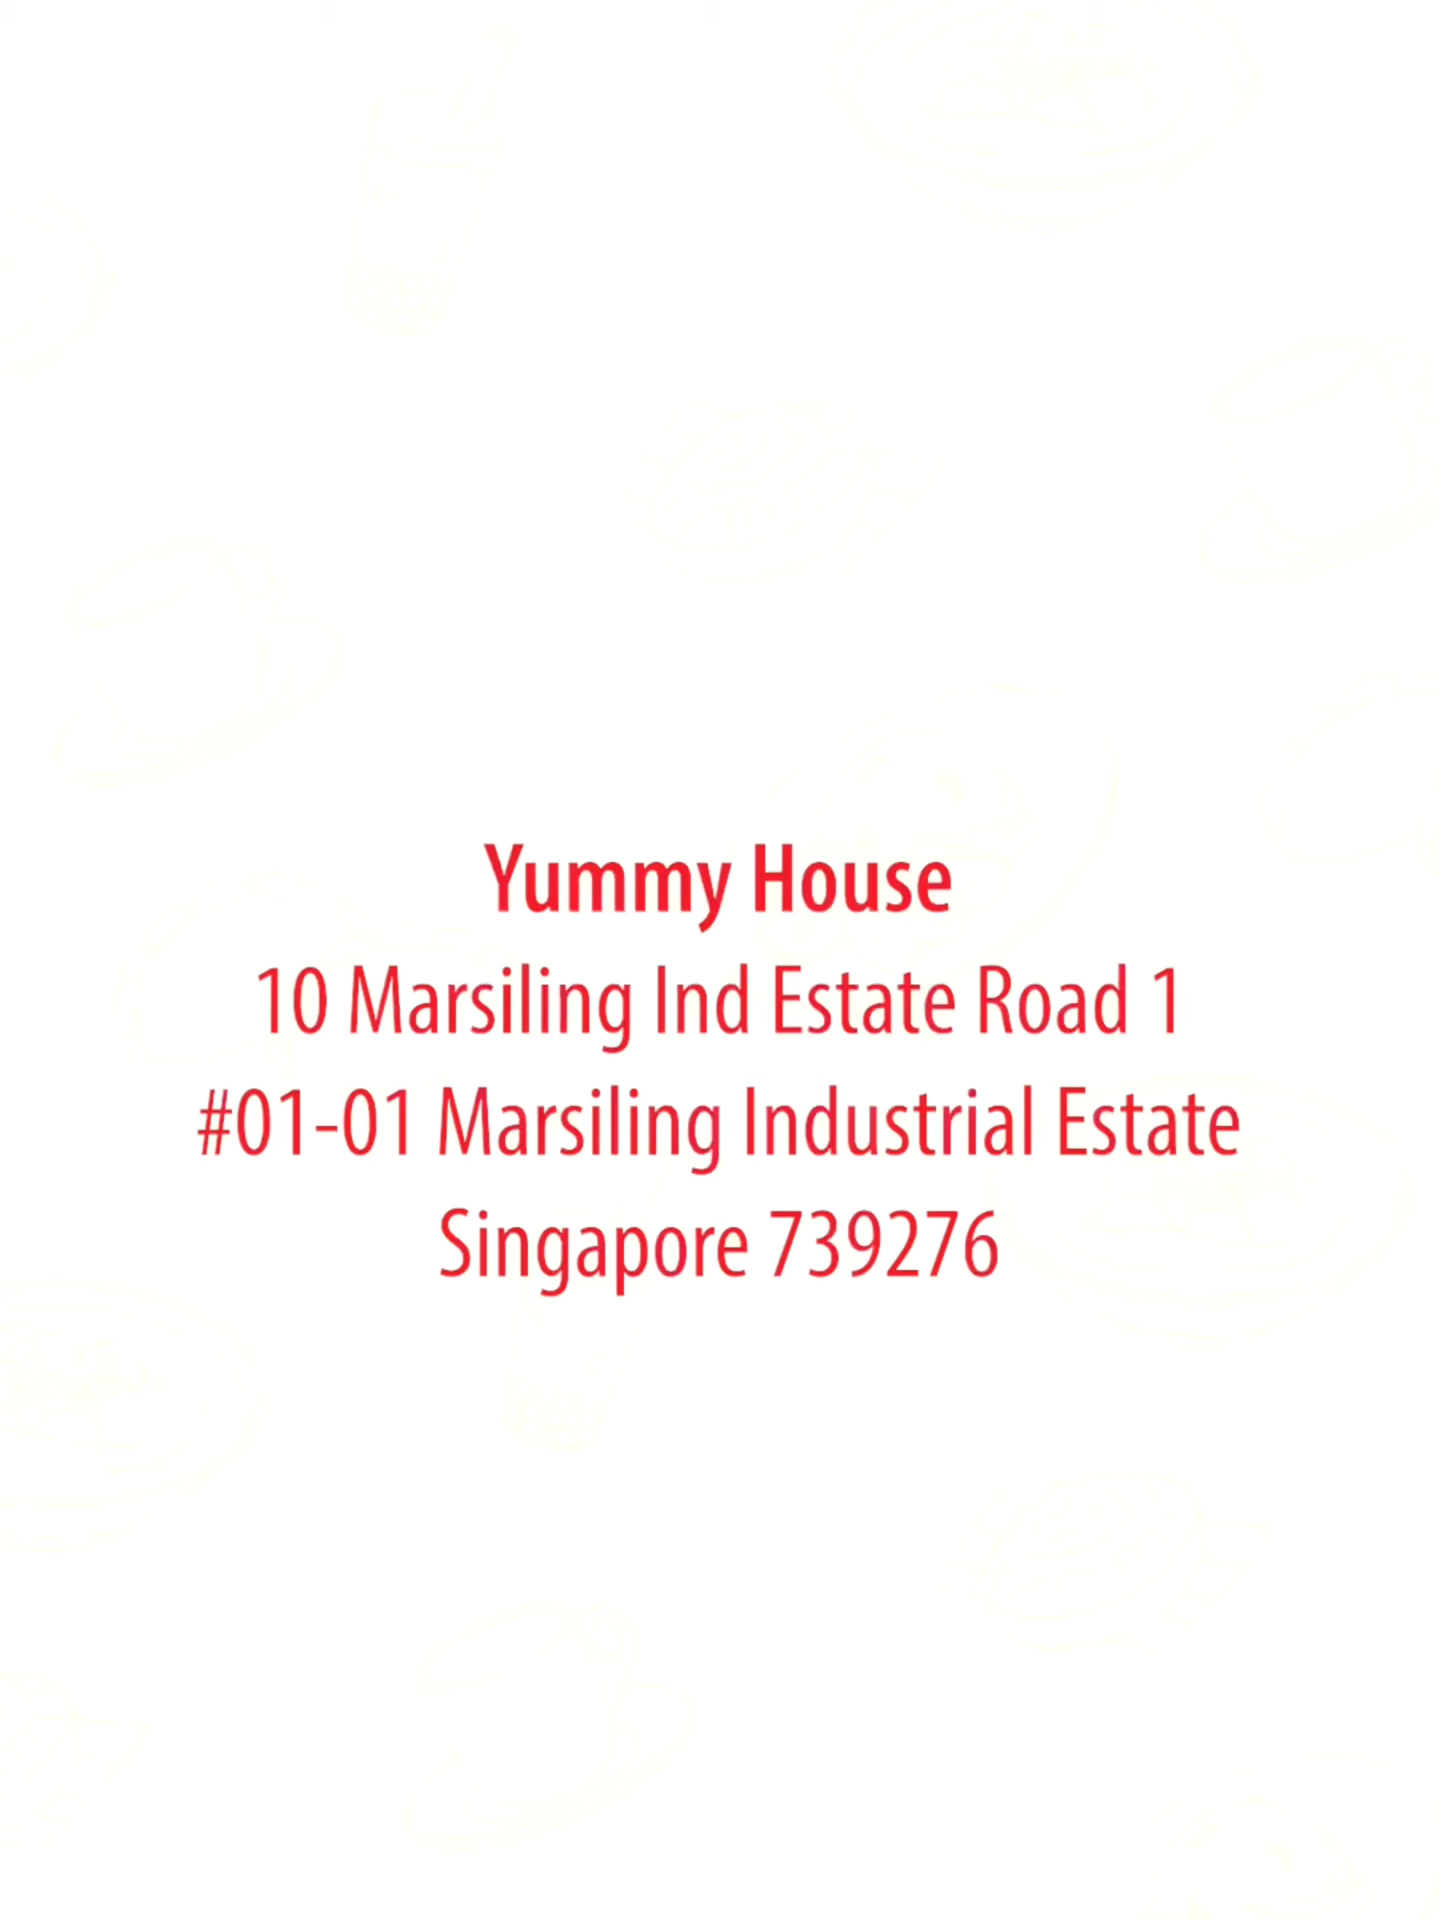 Yummy House
10 Marsiling Ind Estate Road 1
#01-01 Marsiling Industrial Estate
Singapore 739276